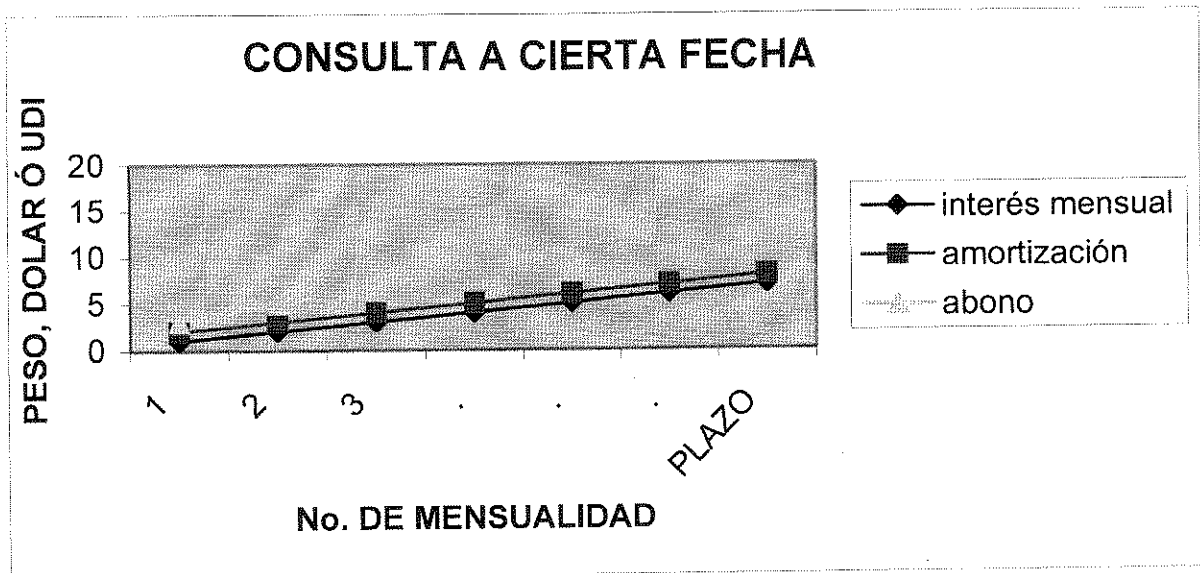 CONSULTA A CIERTA FECHA
PESO, DOLAR Ó UDI
20
15
10
5
0
1
2
3
.
.
.
PLAZO
No. DE MENSUALIDAD
interés mensual
amortización
abono